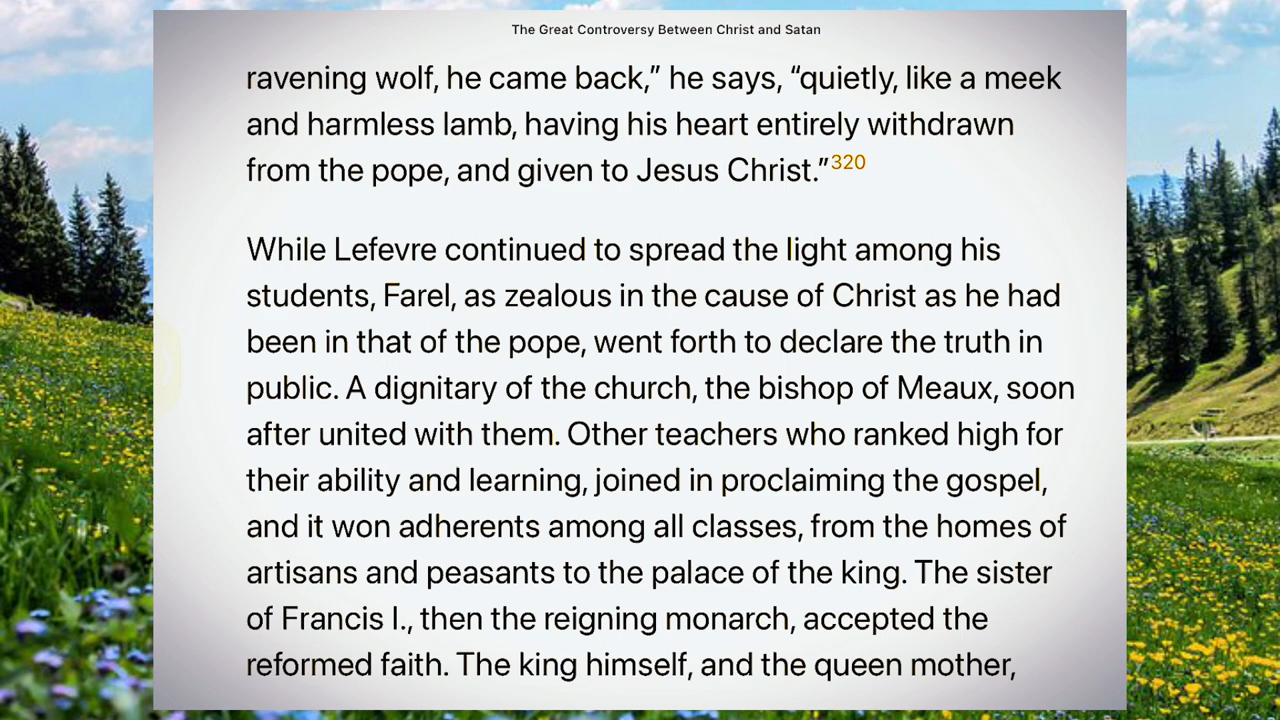 The Great Controversy Between Christ and Satan
ravening wolf, he came back,” he says, “quietly, like a meek
and harmless lamb, having his heart entirely withdrawn
from the pope, and given to Jesus Christ.”320
While Lefevre continued to spread the light among his
students, Farel, as zealous in the cause of Christ as he had
been in that of the pope, went forth to declare the truth in
public. A dignitary of the church, the bishop of Meaux, soon
after united with them. Other teachers who ranked high for
their ability and learning, joined in proclaiming the gospel,
and it won adherents among all classes, from the homes of
artisans and peasants to the palace of the king. The sister
of Francis I., then the reigning monarch, accepted the
reformed faith. The king himself, and the queen mother,